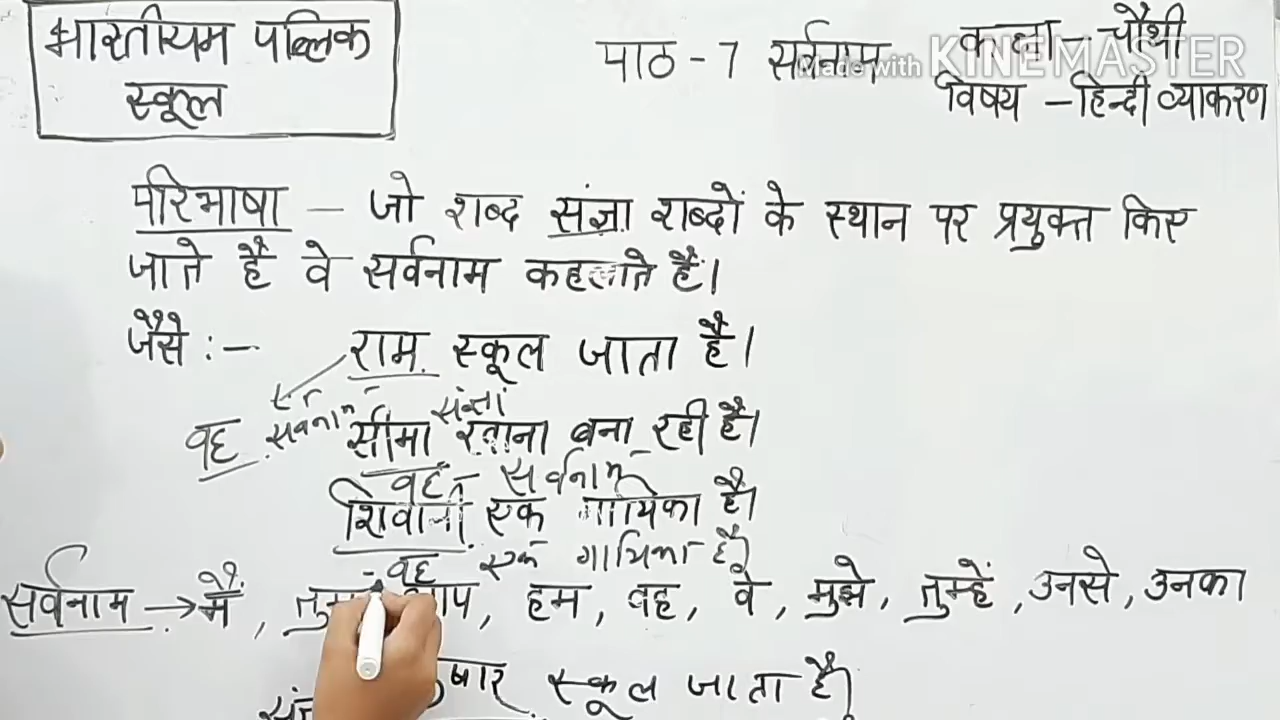 भारतीयम पब्लिक
स्कूल
पाठ - 7 सर्वनाम
कक्षा - चौथी
Made with KINEMASTER
विषय - हिन्दी व्याकरण
परिभाषा - जो शब्द संज्ञा शब्दों के स्थान पर प्रयुक्त किए
जाते हैं वे सर्वनाम कहलाते हैं।
जैसे :- राम स्कूल जाता है।
संज्ञा
वह सर्वनाम
सीमा खाना बना रही है।
वह - सर्वनाम
शिवानी एक गायिका है।
वह एक गायिका है।
सर्वनाम → मैं, हम, वह, वे, मुझे, तुम्हें, उनसे, उनका
स्कूल जाता है।